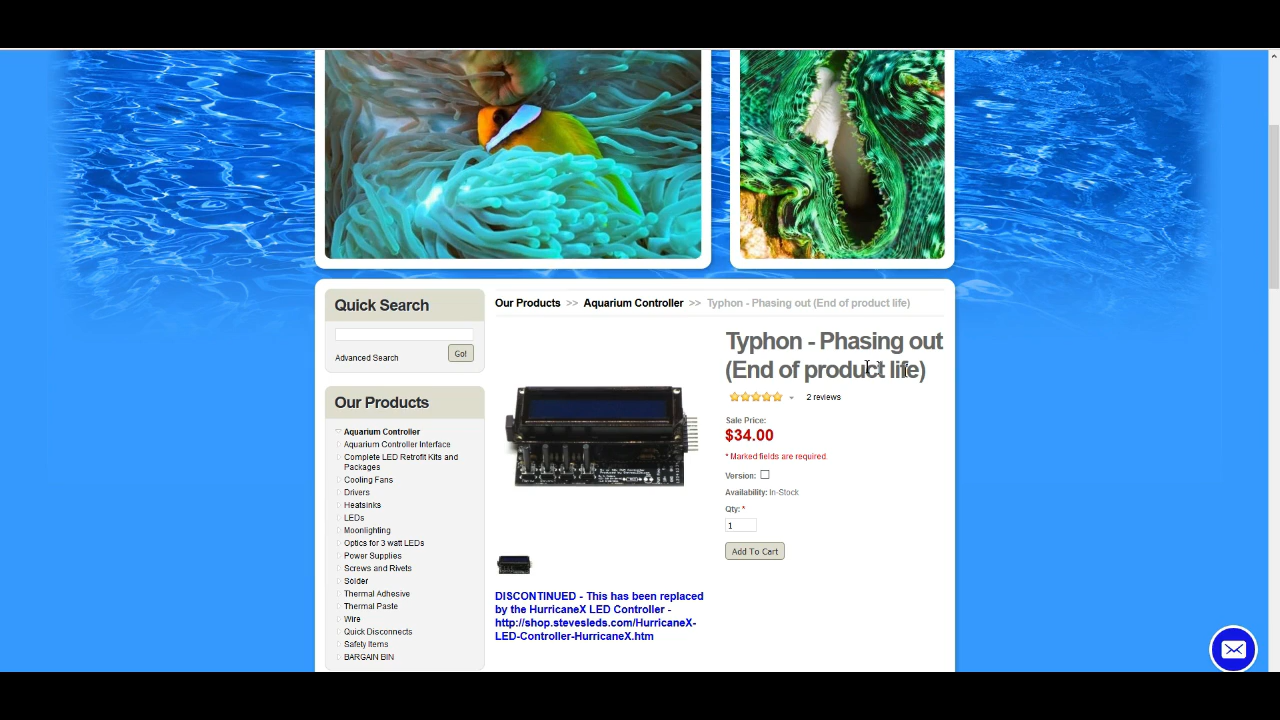 Quick Search
Advanced Search
Go!
Our Products
Aquarium Controller
Aquarium Controller Interface
Complete LED Retrofit Kits and
Packages
Cooling Fans
Drivers
Heatsinks
LEDs
Moonlighting
Optics for 3 watt LEDs
Power Supplies
Screws and Rivets
Solder
Thermal Adhesive
Thermal Paste
Wire
Quick Disconnects
Safety Items
BARGAIN BIN
Our Products >> Aquarium Controller >> Typhon - Phasing out (End of product life)
Typhon - Phasing out
(End of product life)
2 reviews
Sale Price:
$34.00
* Marked fields are required.
Version:
Availability: In-Stock
Qty: *
1
Add To Cart
DISCONTINUED - This has been replaced
by the HurricaneX LED Controller -
http://shop.stevesleds.com/HurricaneX-
LED-Controller-HurricaneX.htm